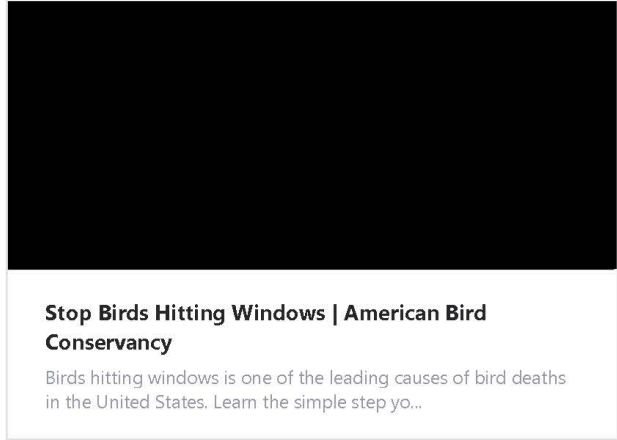 Stop Birds Hitting Windows | American Bird
Conservancy
Birds hitting windows is one of the leading causes of bird deaths
in the United States. Learn the simple step yo...